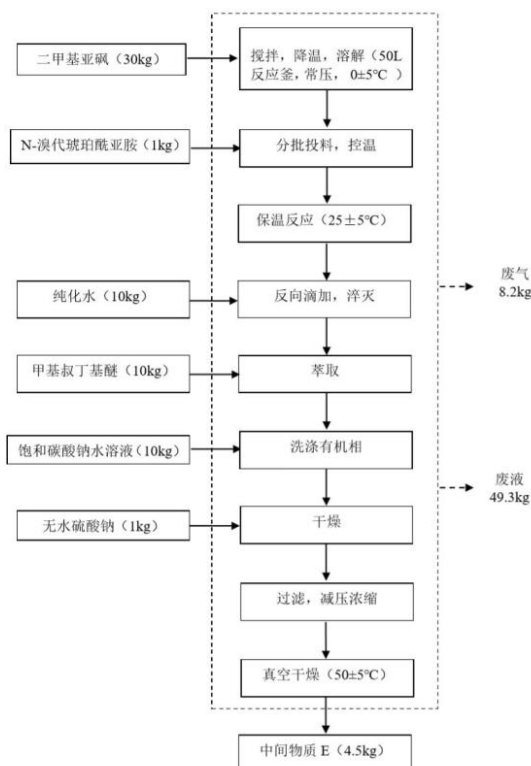 二甲基亚砜（30kg）
搅拌，降温，溶解（50L
反应釜，常压，0±5℃）
N-溴代琥珀酰亚胺（1kg）
分批投料，控温
保温反应（25±5℃）
废气
8.2kg
纯化水（10kg）
反向滴加，淬灭
甲基叔丁基醚（10kg）
萃取
饱和碳酸钠水溶液（10kg）
洗涤有机相
废液
49.3kg
无水硫酸钠（1kg）
干燥
过滤，减压浓缩
真空干燥（50±5℃）
中间物质 E（4.5kg）